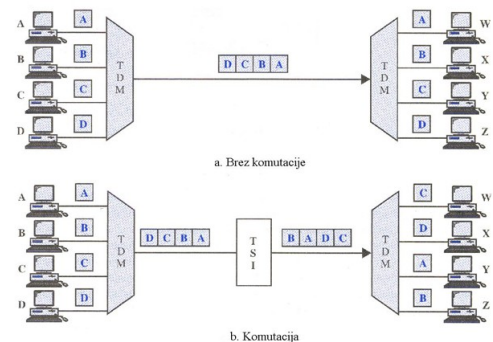 A A A W
B B B X
T D M
D C B A
T D M
C C C Y
D D D Z
a. Brez komutacije
A A C W
B B D X
T D M
D C B A
T S I
B A D C
T D M
C C A Y
D D B Z
b. Komutacija